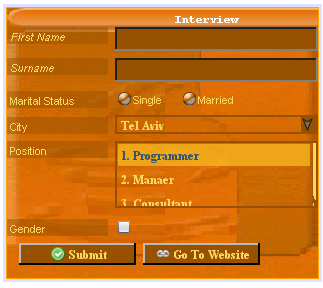 Interview
First Name
Surname
Marital Status Single Married
City Tel Aviv
Position 1. Programmer
2. Manaer
3. Consultant
Gender
Submit Go To Website